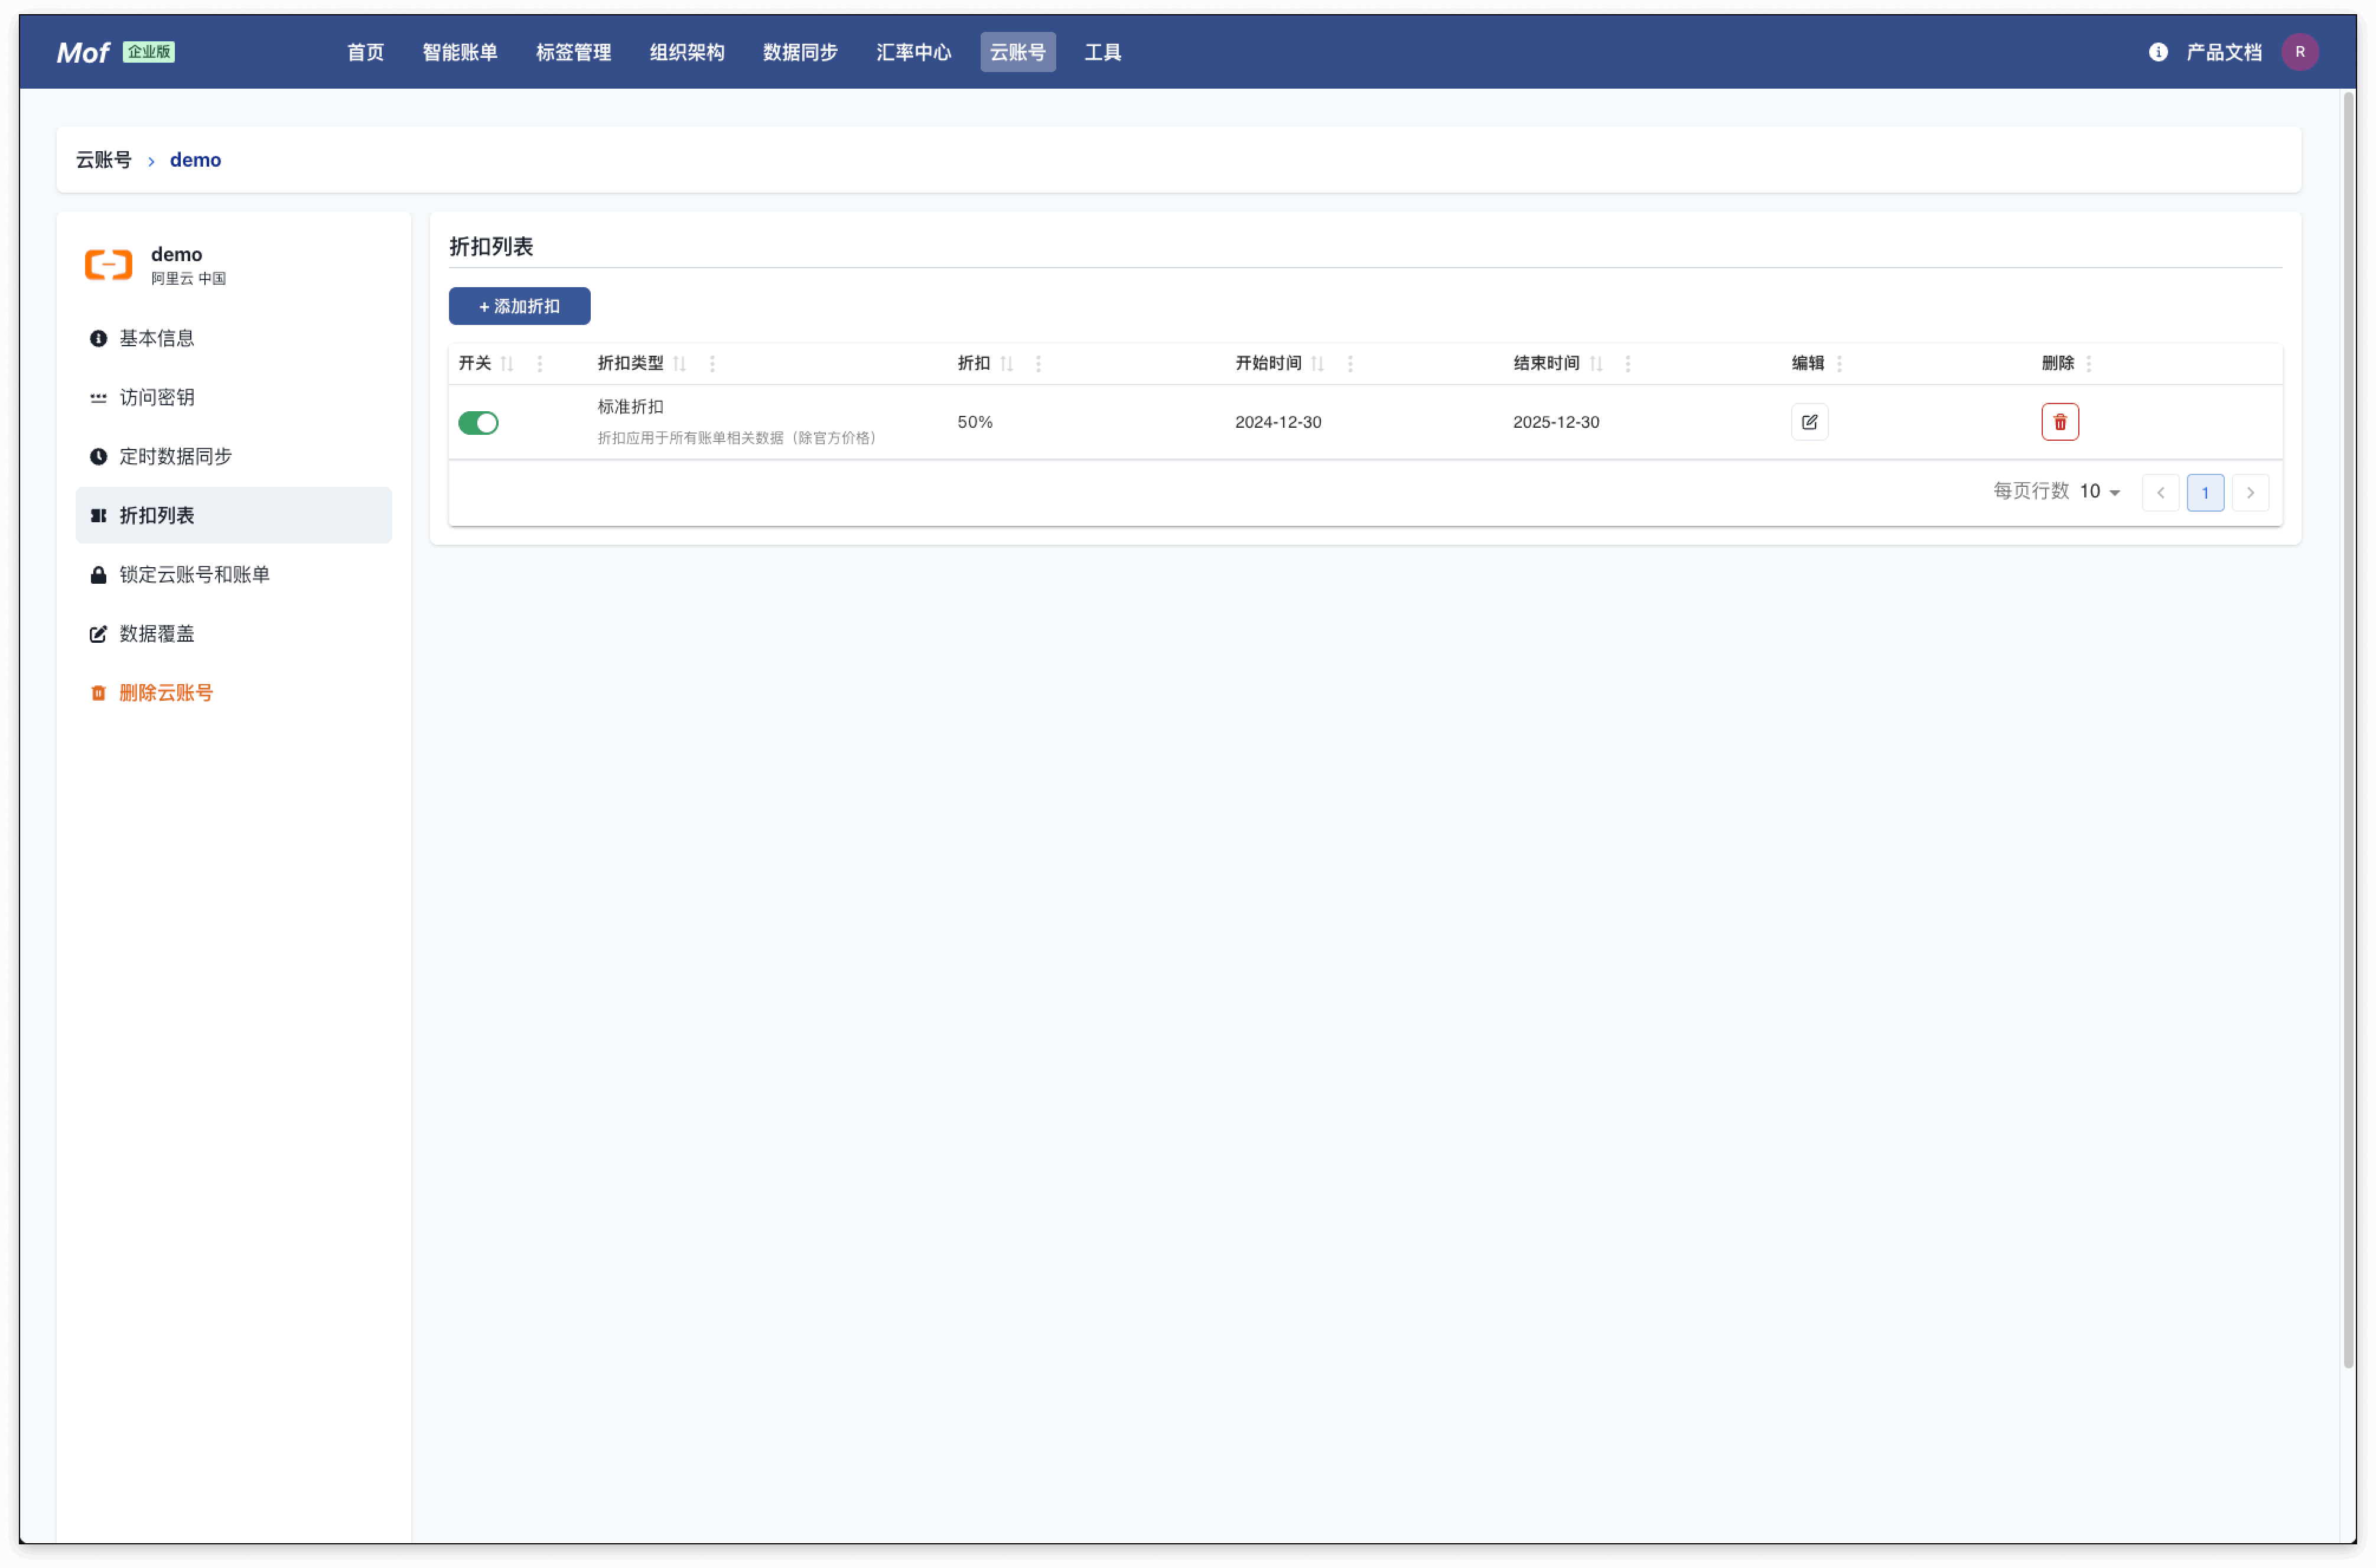 Mof 企业版 首页 智能账单 标签管理 组织架构 数据同步 汇率中心 云账号 工具 产品文档 R
云账号 › demo
demo
阿里云 中国
基本信息
访问密钥
定时数据同步
折扣列表
锁定云账号和账单
数据覆盖
删除云账号
折扣列表
+ 添加折扣
开关 折扣类型 折扣 开始时间 结束时间 编辑 删除
标准折扣
折扣应用于所有账单相关数据（除官方价格） 50% 2024-12-30 2025-12-30
每页行数 10 1